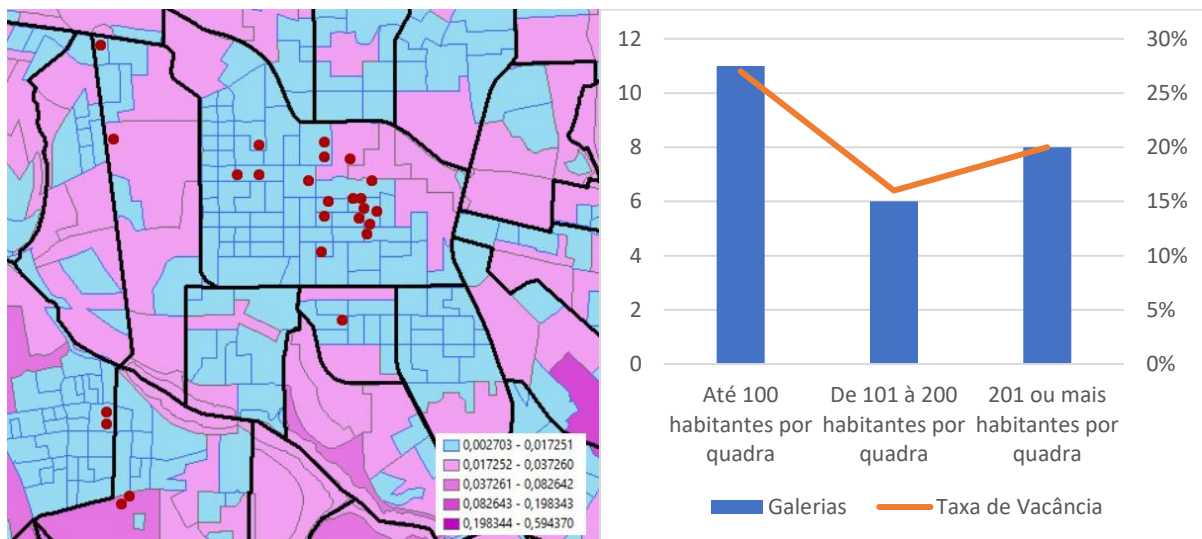 0,002703 - 0,017251
0,017252 - 0,037260
0,037261 - 0,082642
0,082643 - 0,198343
0,198344 - 0,594370
12
10
8
6
4
2
0
30%
25%
20%
15%
10%
5%
0%
Até 100
habitantes por
quadra
De 101 à 200
habitantes por
quadra
201 ou mais
habitantes por
quadra
Galerias
Taxa de Vacância